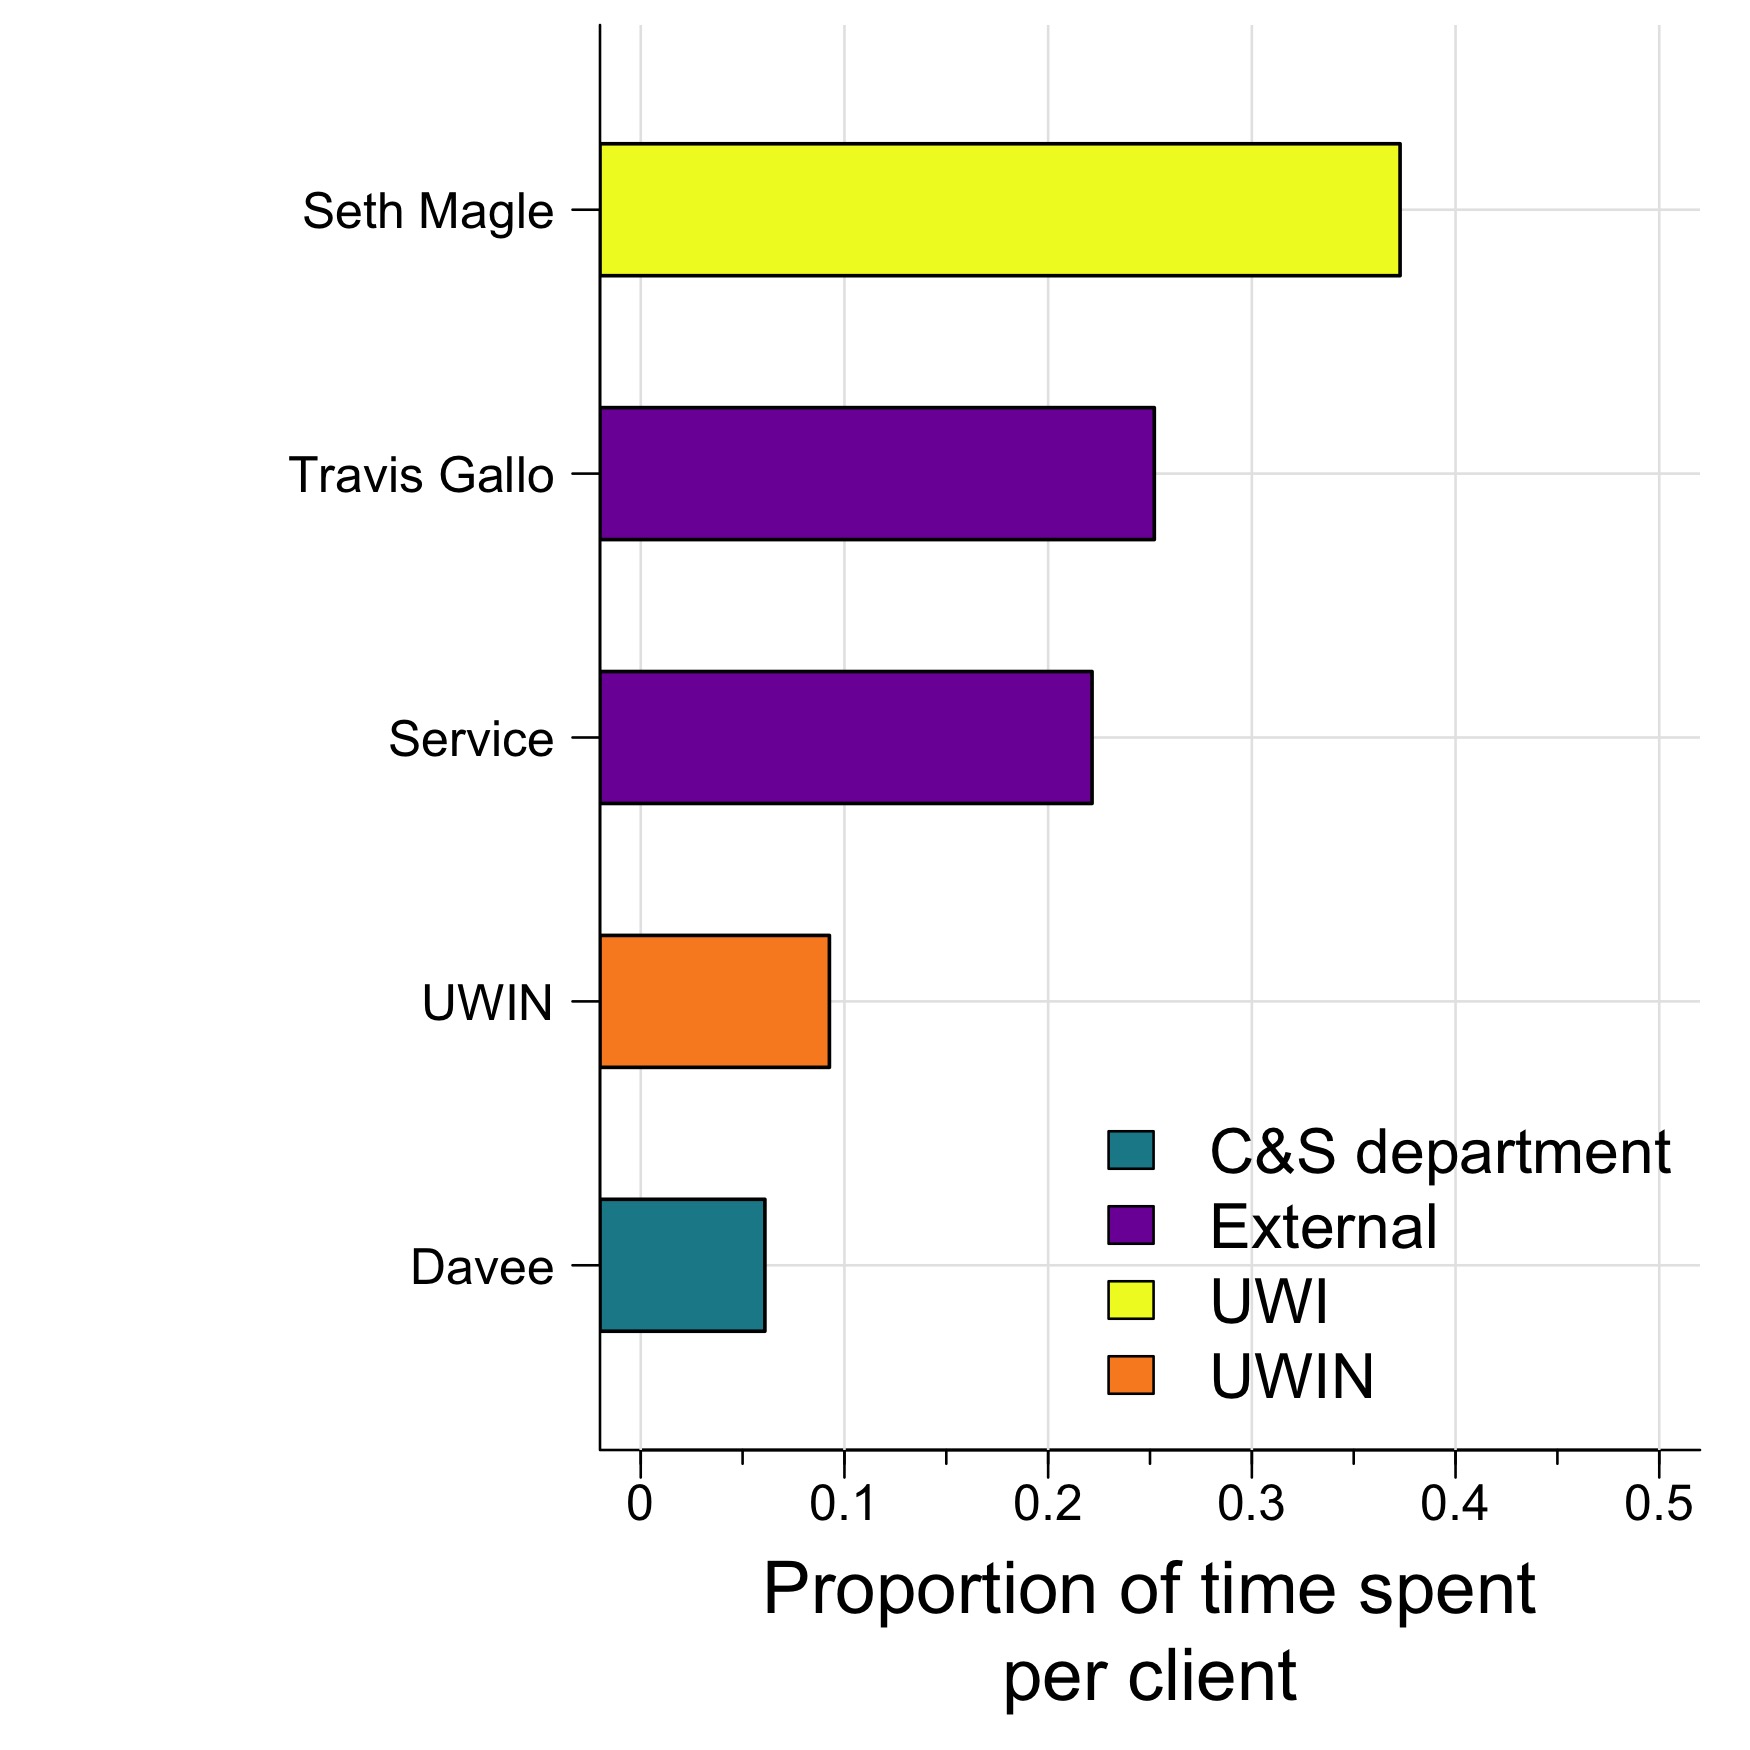 Seth Magle
Travis Gallo
Service
UWIN
Davee
C&S department
External
UWI
UWIN
0 0.1 0.2 0.3 0.4 0.5
Proportion of time spent
per client